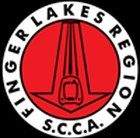 FINGER LAKES REGION
S.C.C.A.